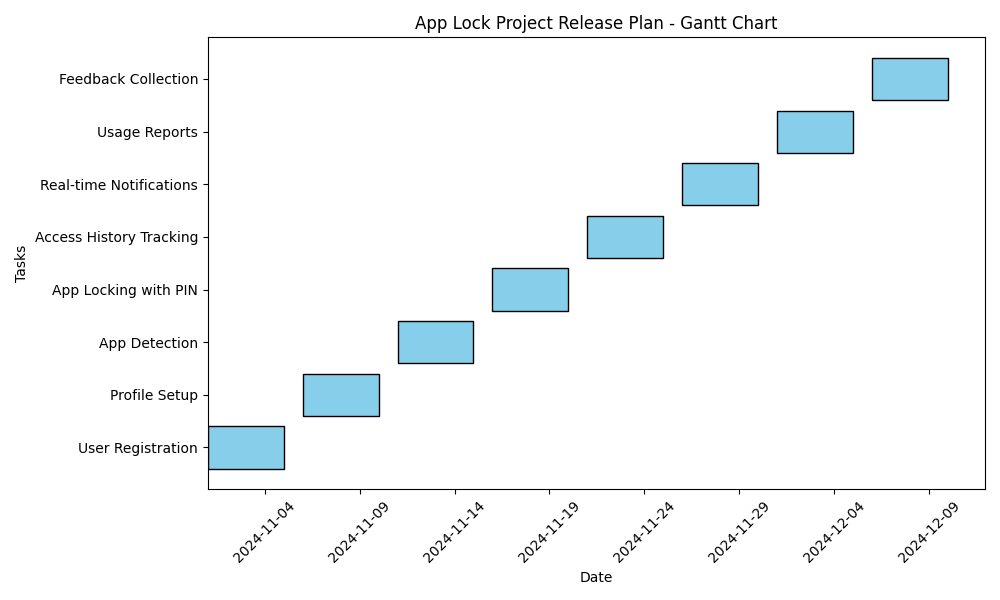 App Lock Project Release Plan - Gantt Chart
Feedback Collection
Usage Reports
Real-time Notifications
Access History Tracking
App Locking with PIN
App Detection
Profile Setup
User Registration
Tasks
2024-11-04
2024-11-09
2024-11-14
2024-11-19
2024-11-24
2024-11-29
2024-12-04
2024-12-09
Date